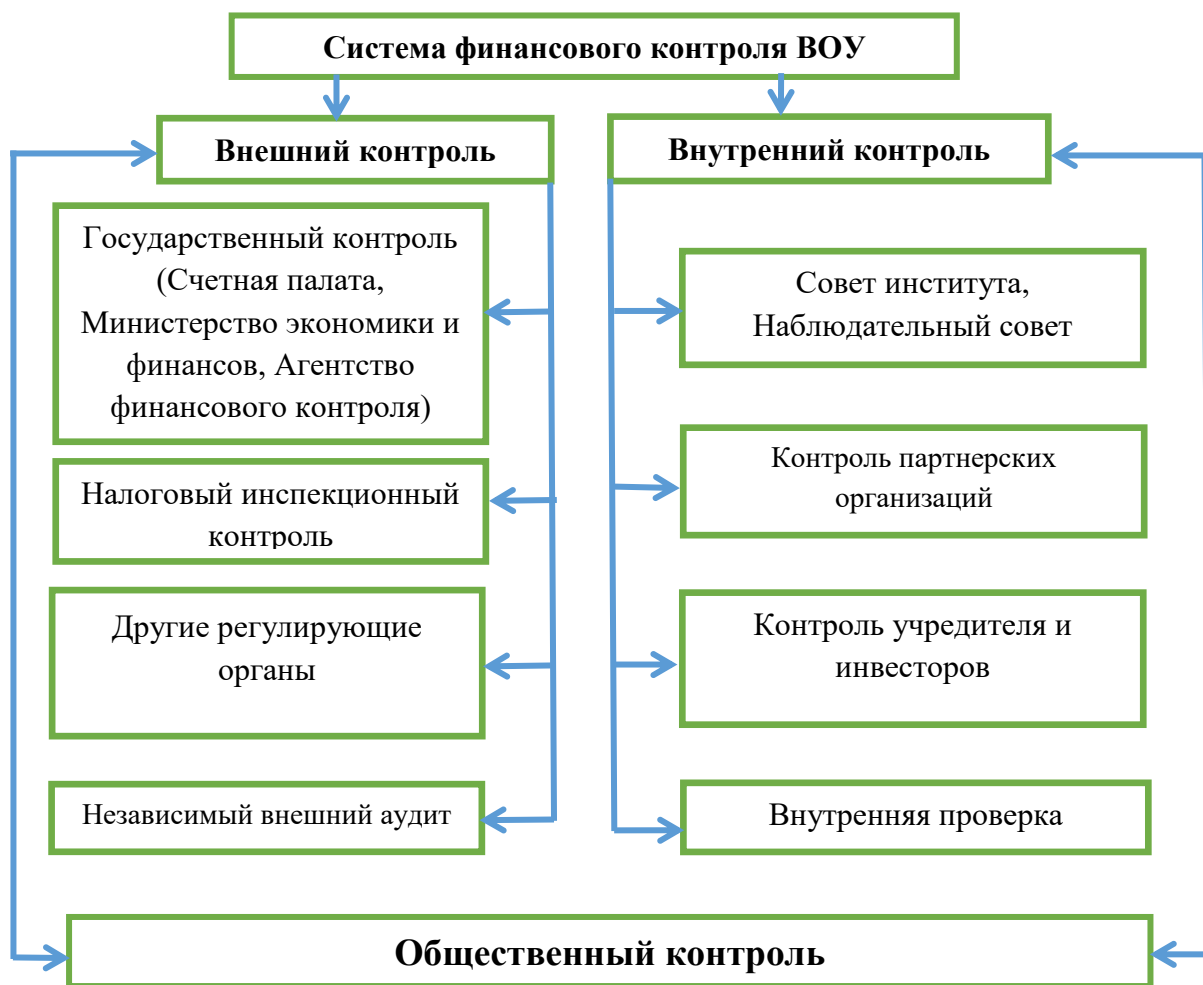 Система финансового контроля ВОУ
Внешний контроль
Государственный контроль
(Счетная палата,
Министерство экономики и
финансов, Агентство
финансового контроля)
Налоговый инспекционный
контроль
Другие регулирующие
органы
Независимый внешний аудит
Внутренний контроль
Совет института,
Наблюдательный совет
Контроль партнерских
организаций
Контроль учредителя и
инвесторов
Внутренняя проверка
Общественный контроль